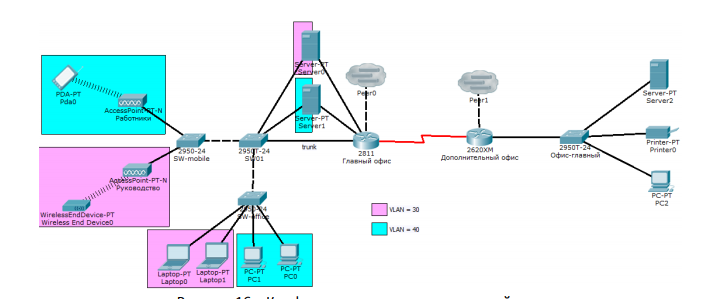 PDA-PT
Pda0
AccessPoint-PT-N
Работники
2950-24
SW-mobile
AccessPoint-PT-N
Руководство
WirelessEndDevice-PT
Wireless End Device0
Server-PT
Server0
Server-PT
Server1
2950T-24
SW01
trunk
Pear0
2811
Главный офис
SW-office
Laptop-PT
Laptop0
Laptop-PT
Laptop1
PC-PT
PC1
PC-PT
PC0
VLAN = 30
VLAN = 40
Pear1
2620XM
Дополнительный офис
2950T-24
Офис-главный
Server-PT
Server2
Printer-PT
Printer0
PC-PT
PC2